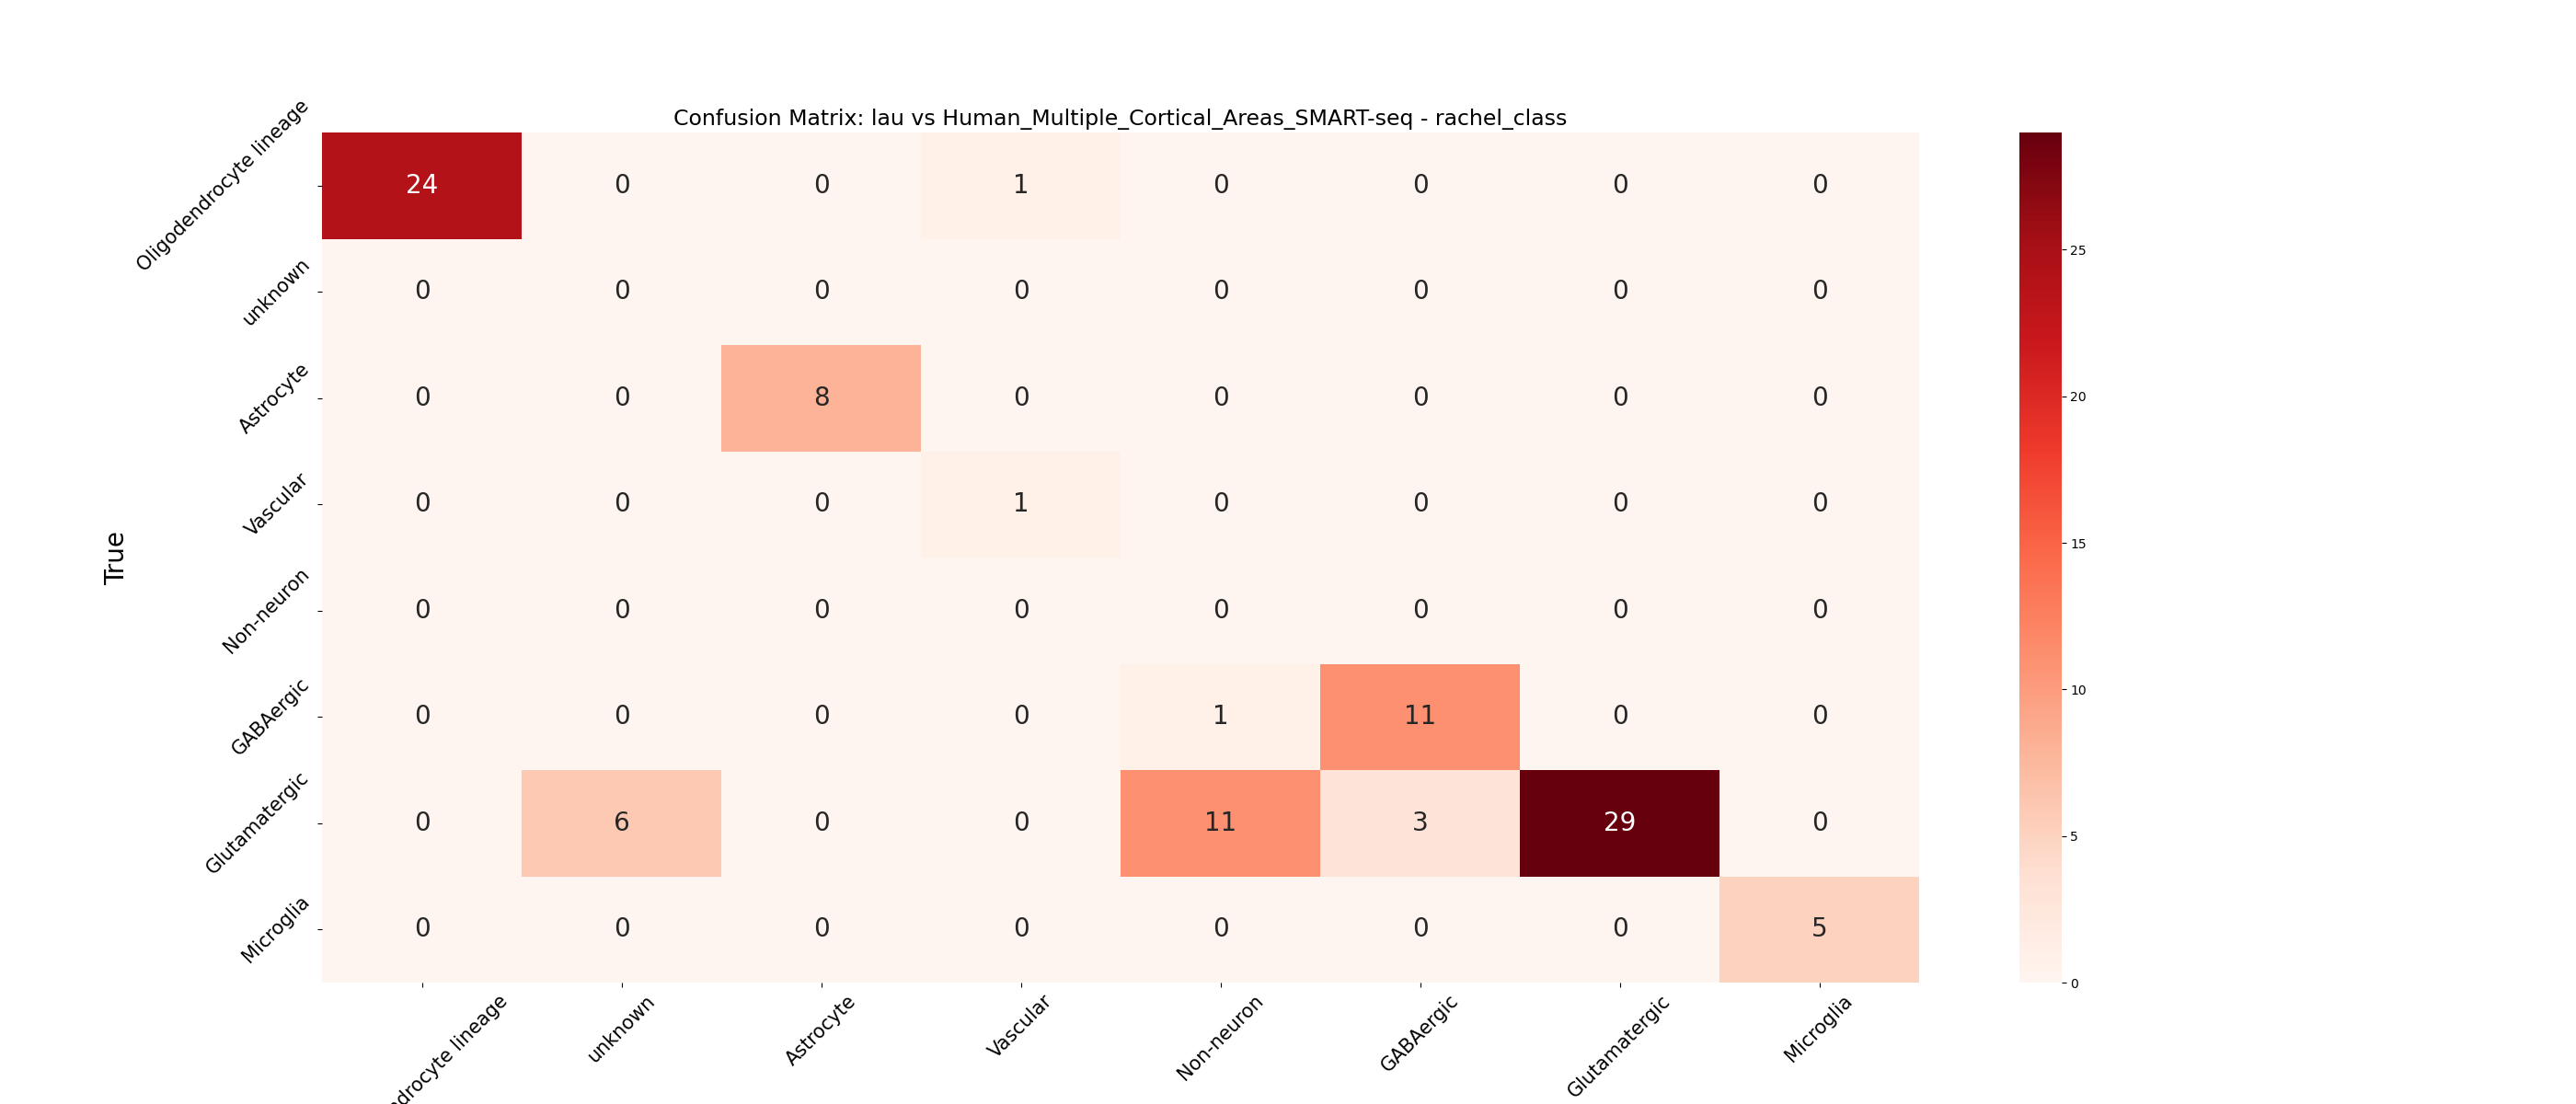 Confusion Matrix: lau vs Human_Multiple_Cortical_Areas_SMART-seq - rachel_class
True
Oligodendrocyte lineage 24 0 0 1 0 0 0 0
unknown 0 0 0 0 0 0 0 0
Astrocyte 0 0 8 0 0 0 0 0
Vascular 0 0 0 1 0 0 0 0
Non-neuron 0 0 0 0 0 0 0 0
GABAergic 0 0 0 0 1 11 0 0
Glutamatergic 0 6 0 0 11 3 29 0
Microglia 0 0 0 0 0 0 0 5
lineage unknown Astrocyte Vascular Non-neuron GABAergic Glutamatergic Microglia
25
20
15
10
5
0